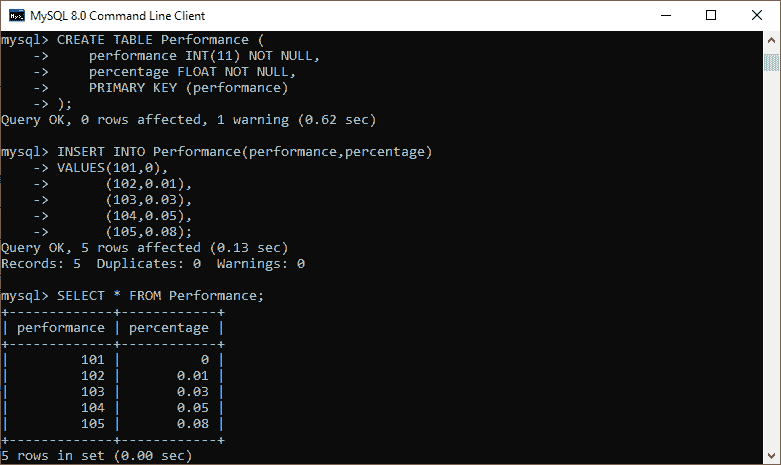 MySQL 8.0 Command Line Client
mysql> CREATE TABLE Performance (
    ->     performance INT(11) NOT NULL,
    ->     percentage FLOAT NOT NULL,
    ->     PRIMARY KEY (performance)
    -> );
Query OK, 0 rows affected, 1 warning (0.62 sec)

mysql> INSERT INTO Performance(performance,percentage)
    -> VALUES(101,0),
    ->       (102,0.01),
    ->       (103,0.03),
    ->       (104,0.05),
    ->       (105,0.08);
Query OK, 5 rows affected (0.13 sec)
Records: 5  Duplicates: 0  Warnings: 0

mysql> SELECT * FROM Performance;
+-------------+------------+
| performance | percentage |
+-------------+------------+
|         101 |          0 |
|         102 |       0.01 |
|         103 |       0.03 |
|         104 |       0.05 |
|         105 |       0.08 |
+-------------+------------+
5 rows in set (0.00 sec)